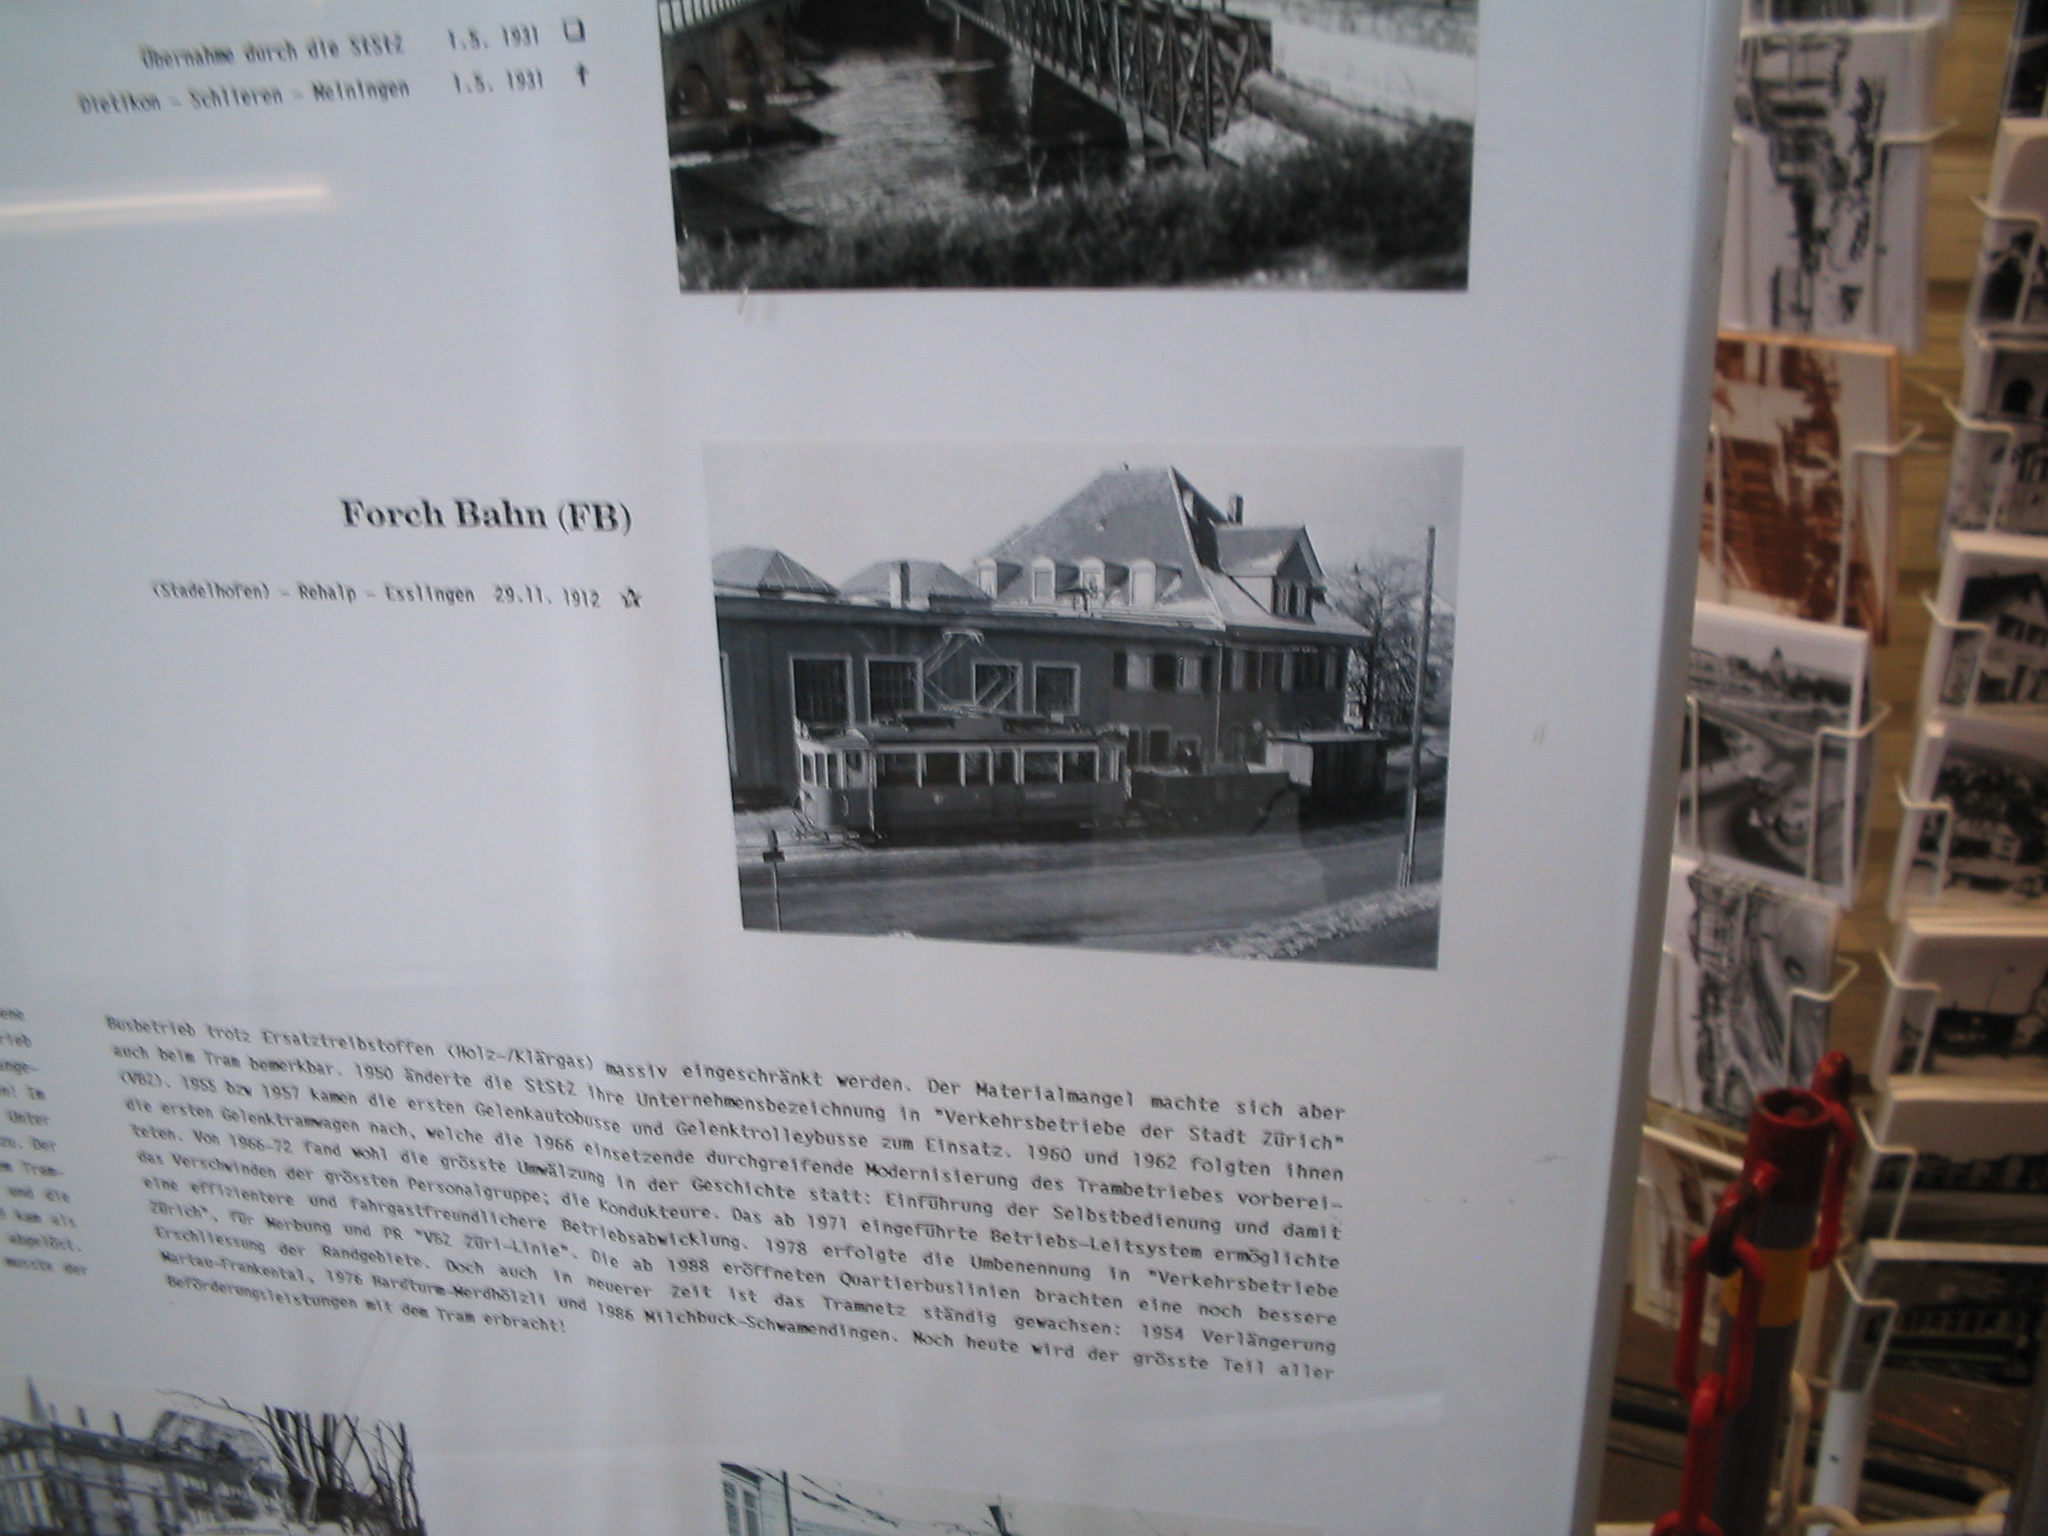 Übernahme durch die StStZ 1.5. 1931
Dietikon - Schlieren - Weiningen 1.5. 1931 †
Forch Bahn (FB)
(Stadelhofen) - Rehalp - Esslingen 29.11. 1912 ☆
Busbetrieb trotz Ersatztreibstoffen (Holz-/Klärgas) massiv eingeschränkt werden. Der Materialmangel machte sich aber
auch beim Tram bemerkbar. 1950 änderte die StStZ ihre Unternehmensbezeichnung in "Verkehrsbetriebe der Stadt Zürich"
(VBZ). 1955 bzw 1957 kamen die ersten Gelenkautobusse und Gelenktrolleybusse zum Einsatz. 1960 und 1962 folgten ihnen
die ersten Gelenktramwagen nach, welche die 1966 einsetzende durchgreifende Modernisierung des Trambetriebes vorberei-
teten. Von 1966-72 fand wohl die grösste Umwälzung in der Geschichte statt: Einführung der Selbstbedienung und damit
das Verschwinden der grössten Personalgruppe; die Kondukteure. Das ab 1971 eingeführte Betriebs-Leitsystem ermöglichte
eine effizientere und fahrgastfreundlichere Betriebsabwicklung. 1978 erfolgte die Umbenennung in "Verkehrsbetriebe
Zürich", für Werbung und PR "VBZ Züri-Linie". Die ab 1988 eröffneten Quartierbuslinien brachten eine noch bessere
Erschliessung der Randgebiete. Doch auch in neuerer Zeit ist das Tramnetz ständig gewachsen: 1954 Verlängerung
Wartau-Frankental, 1976 Hardturm-Werdhölzli und 1986 Milchbuck-Schwamendingen. Noch heute wird der grösste Teil aller
Beförderungsleistungen mit dem Tram erbracht!